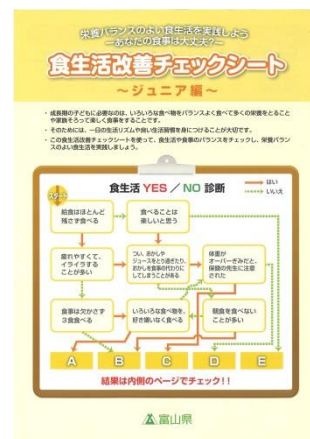 栄養バランスのよい食生活を実践しよう
ーあなたの食事は大丈夫?ー
食生活改善チェックシート
～ジュニア編～
・成長期の子どもに必要なのは、いろいろな食べ物をバランスよく食べて多くの栄養をとること
や家族そろって楽しく食事をすることです。
・そのためには、一日の生活リズムや良い生活習慣を身につけることが大切です。
・この食生活改善チェックシートを使って、食生活や食事のバランスをチェックし、栄養バラン
スのよい食生活を実践しましょう。
食生活 YES / NO 診断
はい
いいえ
スタート
給食はほとんど
残さず食べる
食べることは
楽しいと思う
疲れやすくて、
イライラする
ことが多い
つい、おかしや
ジュースをとり過ぎたり、
おかしを食事の代わりに
してしまうことがある
体重が
オーバーぎみだと、
保健の先生に注意
された
食事は欠かさず
3食食べる
いろいろな食べ物を、
好き嫌いなく食べる
朝食を食べない
ことが多い
A
B
C
D
E
結果は内側のページでチェック!!
富山県